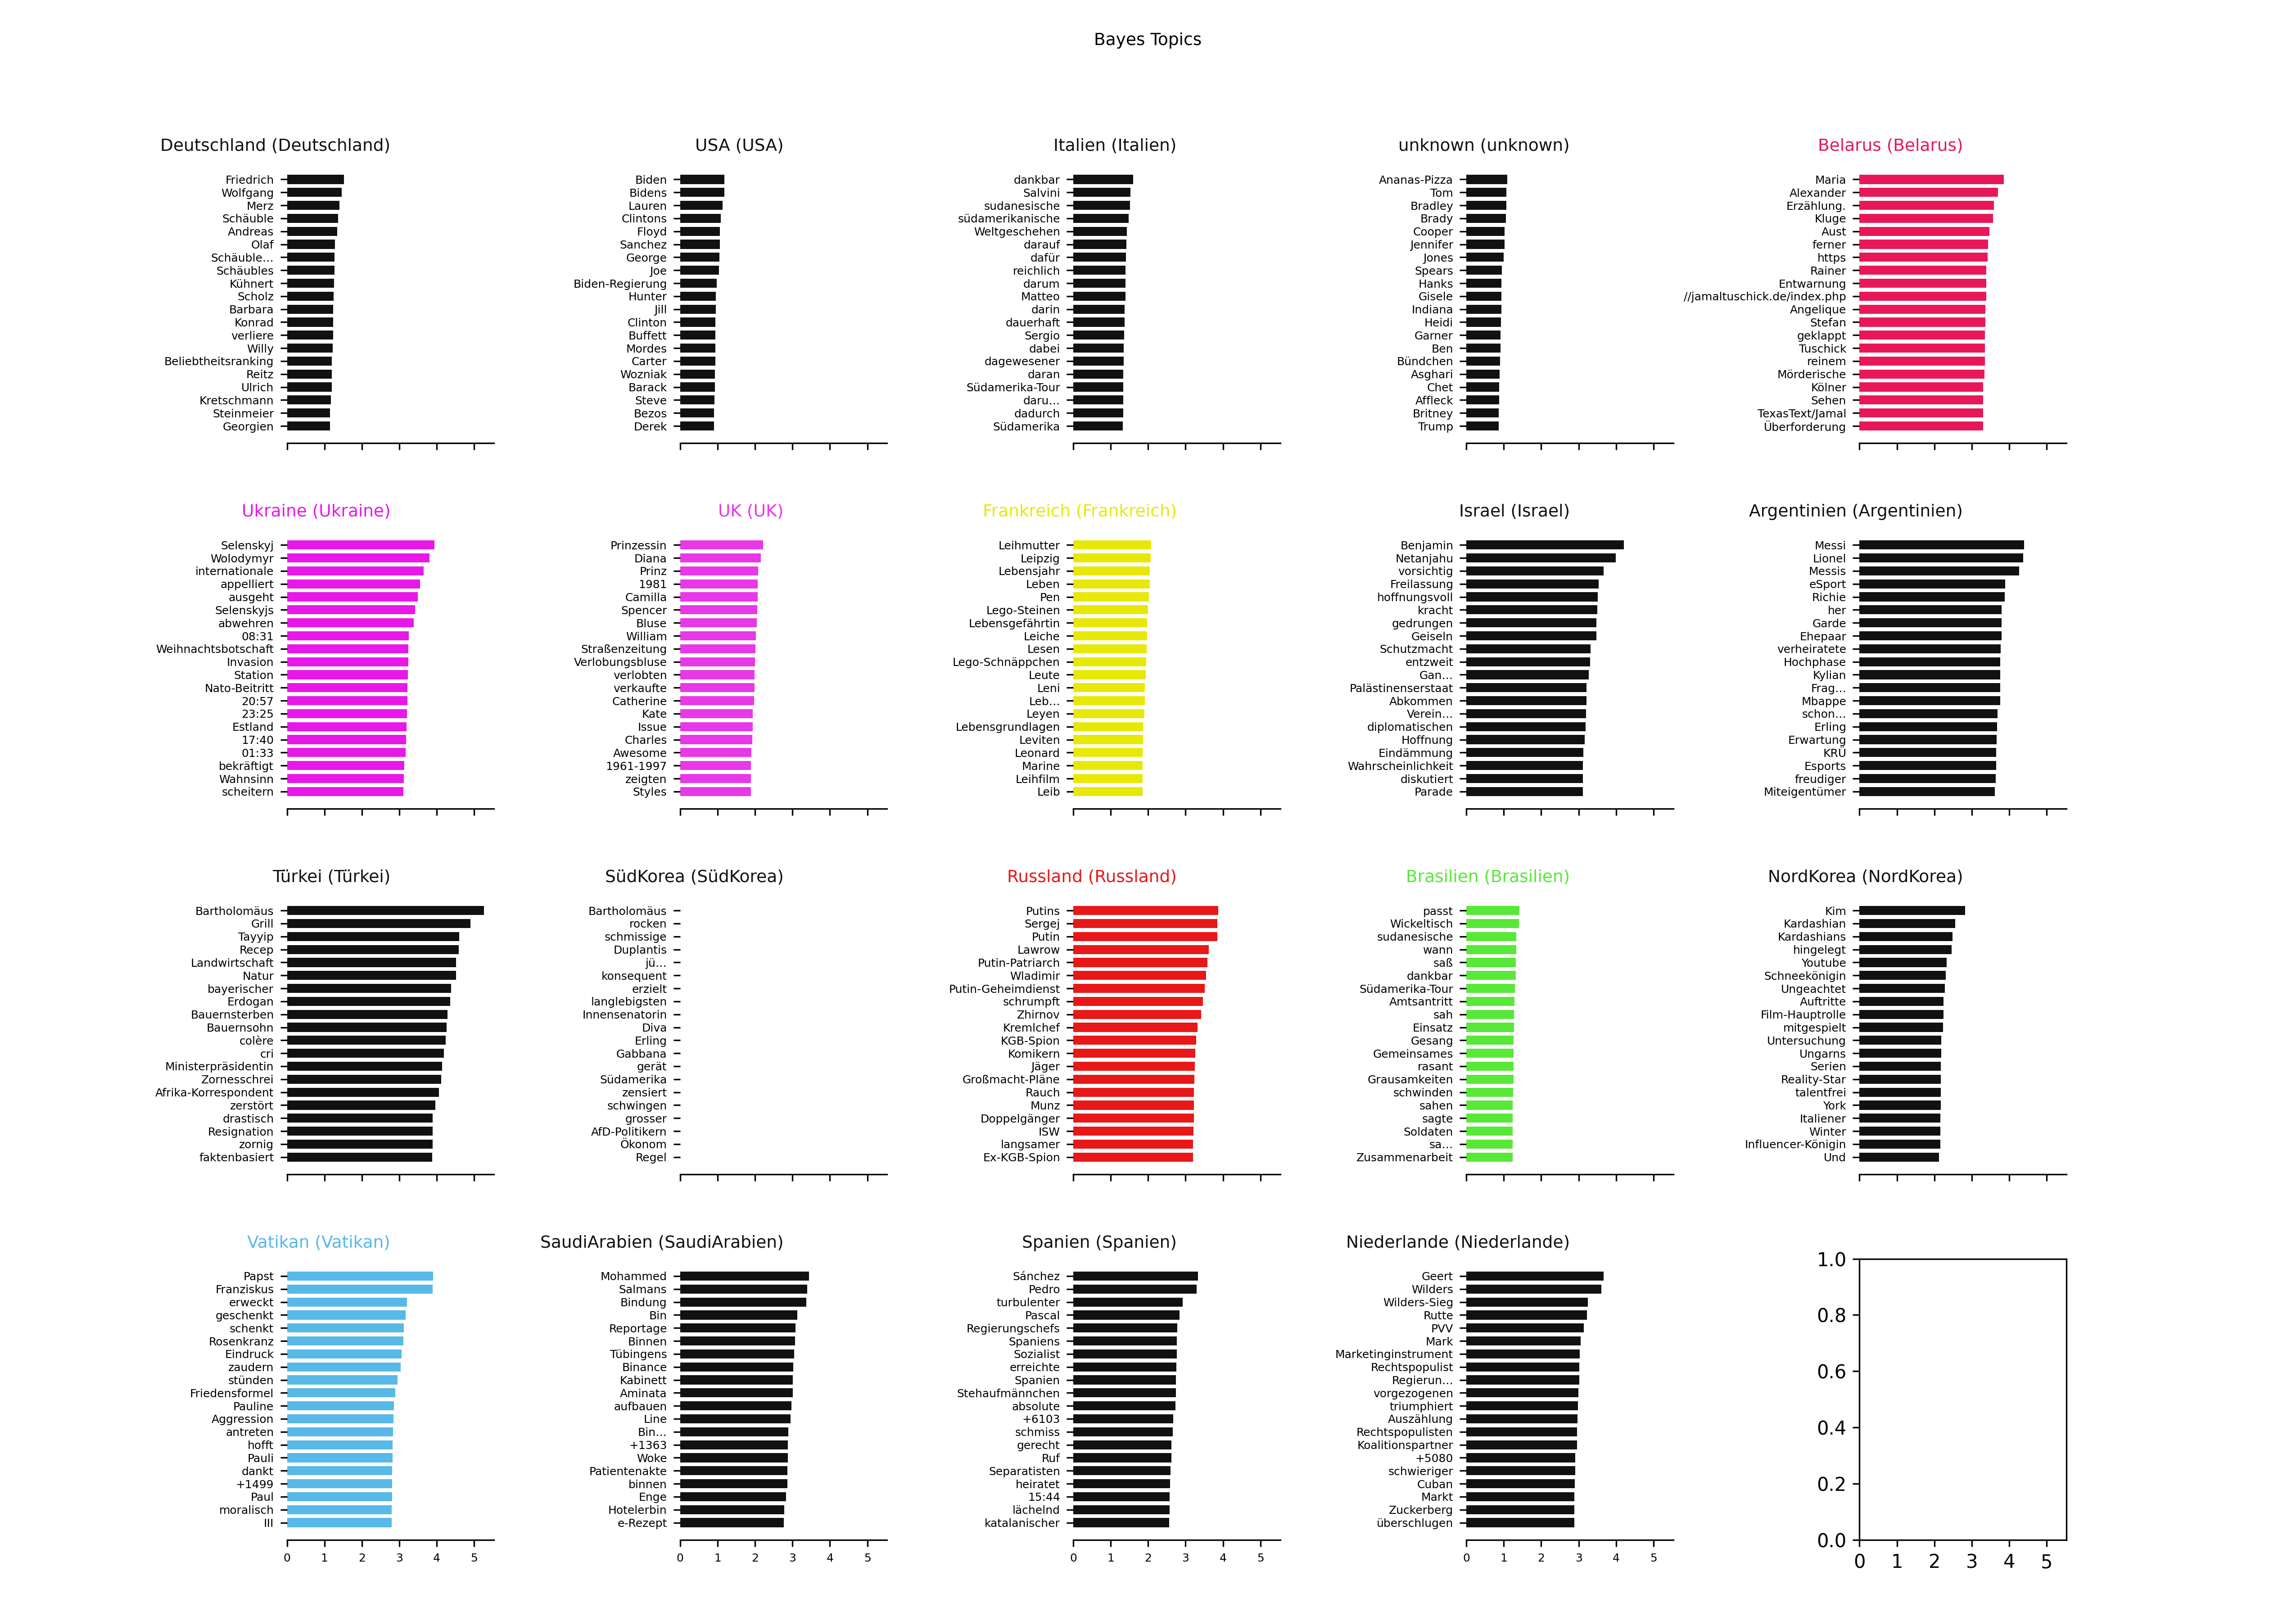 Bayes Topics
Deutschland (Deutschland)
Friedrich
Wolfgang
Merz
Schäuble
Andreas
Olaf
Schäuble...
Schäubles
Kühnert
Scholz
Barbara
Konrad
verliere
Willy
Beliebtheitsranking
Reitz
Ulrich
Kretschmann
Steinmeier
Georgien
USA (USA)
Biden
Bidens
Lauren
Clintons
Floyd
Sanchez
George
Joe
Biden-Regierung
Hunter
Jill
Clinton
Buffett
Mordes
Carter
Wozniak
Barack
Steve
Bezos
Derek
Italien (Italien)
dankbar
Salvini
sudanesische
südamerikanische
Weltgeschehen
darauf
dafür
reichlich
darum
Matteo
darin
dauerhaft
Sergio
dabei
dagewesener
daran
Südamerika-Tour
daru...
dadurch
Südamerika
unknown (unknown)
Ananas-Pizza
Tom
Bradley
Brady
Cooper
Jennifer
Jones
Spears
Hanks
Gisele
Indiana
Heidi
Garner
Ben
Bündchen
Asghari
Chet
Affleck
Britney
Trump
Belarus (Belarus)
Maria
Alexander
Erzählung.
Kluge
Aust
ferner
https
Rainer
Entwarnung
//jamaltuschick.de/index.php
Angelique
Stefan
geklappt
Tuschick
reinem
Mörderische
Kölner
Sehen
TexasText/Jamal
Überforderung
Ukraine (Ukraine)
Selenskyj
Wolodymyr
internationale
appelliert
ausgeht
Selenskyjs
abwehren
08:31
Weihnachtsbotschaft
Invasion
Station
Nato-Beitritt
20:57
23:25
Estland
17:40
01:33
bekräftigt
Wahnsinn
scheitern
UK (UK)
Prinzessin
Diana
Prinz
1981
Camilla
Spencer
Bluse
William
Straßenzeitung
Verlobungsbluse
verlobten
verkaufte
Catherine
Kate
Issue
Charles
Awesome
1961-1997
zeigten
Styles
Frankreich (Frankreich)
Leihmutter
Leipzig
Lebensjahr
Leben
Pen
Lego-Steinen
Lebensgefährtin
Leiche
Lesen
Lego-Schnäppchen
Leute
Leni
Leb...
Leyen
Lebensgrundlagen
Leviten
Leonard
Marine
Leihfilm
Leib
Israel (Israel)
Benjamin
Netanjahu
vorsichtig
Freilassung
hoffnungsvoll
kracht
gedrungen
Geiseln
Schutzmacht
entzweit
Gan...
Palästinenserstaat
Abkommen
Verein...
diplomatischen
Hoffnung
Eindämmung
Wahrscheinlichkeit
diskutiert
Parade
Argentinien (Argentinien)
Messi
Lionel
Messis
eSport
Richie
her
Garde
Ehepaar
verheiratete
Hochphase
Kylian
Frag...
Mbappe
schon...
Erling
Erwartung
KRÜ
Esports
freudiger
Miteigentümer
Türkei (Türkei)
Bartholomäus
Grill
Tayyip
Recep
Landwirtschaft
Natur
bayerischer
Erdogan
Bauernsterben
Bauernsohn
colère
cri
Ministerpräsidentin
Zornesschrei
Afrika-Korrespondent
zerstört
drastisch
Resignation
zornig
faktenbasiert
SüdKorea (SüdKorea)
Bartholomäus
rocken
schmissige
Duplantis
jü...
konsequent
erzielt
langlebigsten
Innensenatorin
Diva
Erling
Gabbana
gerät
Südamerika
zensiert
schwingen
grosser
AfD-Politikern
Ökonom
Regel
Russland (Russland)
Putins
Sergej
Putin
Lawrow
Putin-Patriarch
Wladimir
Putin-Geheimdienst
schrumpft
Zhirnov
Kremlchef
KGB-Spion
Komikern
Jäger
Großmacht-Pläne
Rauch
Munz
Doppelgänger
ISW
langsamer
Ex-KGB-Spion
Brasilien (Brasilien)
passt
Wickeltisch
sudanesische
wann
saß
dankbar
Südamerika-Tour
Amtsantritt
sah
Einsatz
Gesang
Gemeinsames
rasant
Grausamkeiten
schwinden
sahen
sagte
Soldaten
sa...
Zusammenarbeit
NordKorea (NordKorea)
Kim
Kardashian
Kardashians
hingelegt
Youtube
Schneekönigin
Ungeachtet
Auftritte
Film-Hauptrolle
mitgespielt
Untersuchung
Ungarns
Serien
Reality-Star
talentfrei
York
Italiener
Winter
Influencer-Königin
Und
Vatikan (Vatikan)
Papst
Franziskus
erweckt
geschenkt
schenkt
Rosenkranz
Eindruck
zaudern
stünden
Friedensformel
Pauline
Aggression
antreten
hofft
Pauli
dankt
+1499
Paul
moralisch
III
0 1 2 3 4 5
SaudiArabien (SaudiArabien)
Mohammed
Salmans
Bindung
Bin
Reportage
Binnen
Tübingens
Binance
Kabinett
Aminata
aufbauen
Line
Bin...
+1363
Woke
Patientenakte
binnen
Enge
Hotelerbin
e-Rezept
0 1 2 3 4 5
Spanien (Spanien)
Sánchez
Pedro
turbulenter
Pascal
Regierungschefs
Spaniens
Sozialist
erreichte
Spanien
Stehaufmännchen
absolute
+6103
schmiss
gerecht
Ruf
Separatisten
heiratet
15:44
lächelnd
katalanischer
0 1 2 3 4 5
Niederlande (Niederlande)
Geert
Wilders
Wilders-Sieg
Rutte
PVV
Mark
Marketinginstrument
Rechtspopulist
Regierun...
vorgezogenen
triumphiert
Auszählung
Rechtspopulisten
Koalitionspartner
+5080
schwieriger
Cuban
Markt
Zuckerberg
überschlugen
0 1 2 3 4 5
1.0
0.8
0.6
0.4
0.2
0.0
0 1 2 3 4 5